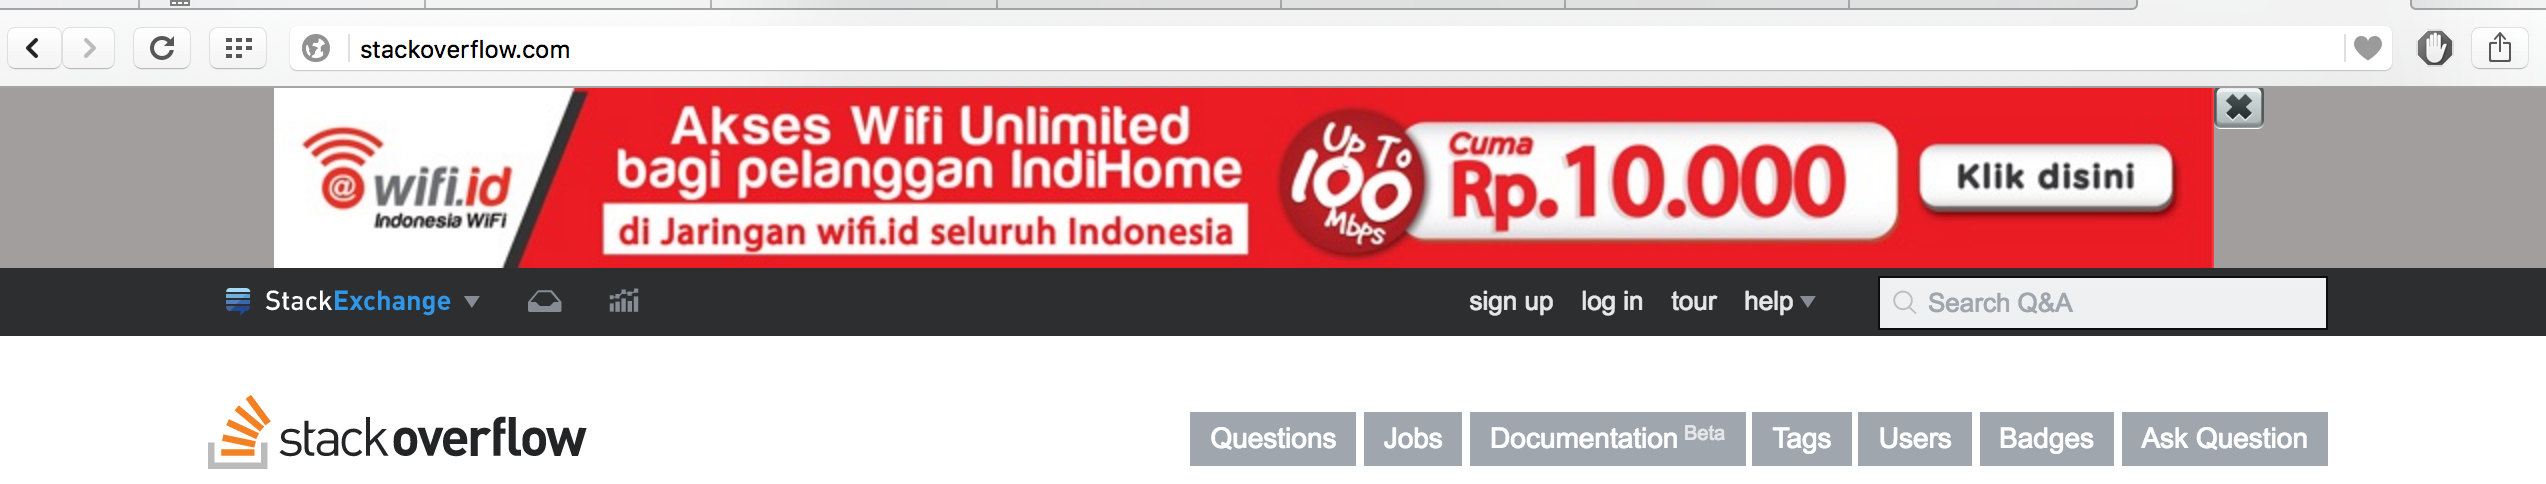 stackoverflow.com
@wifi.id
Indonesia WiFi
Akses Wifi Unlimited
bagi pelanggan IndiHome
di Jaringan wifi.id seluruh Indonesia
Up To
100
Mbps
Cuma
Rp.10.000
Klik disini
StackExchange
sign up log in tour help
Search Q&A
stackoverflow
Questions Jobs Documentation Beta Tags Users Badges Ask Question